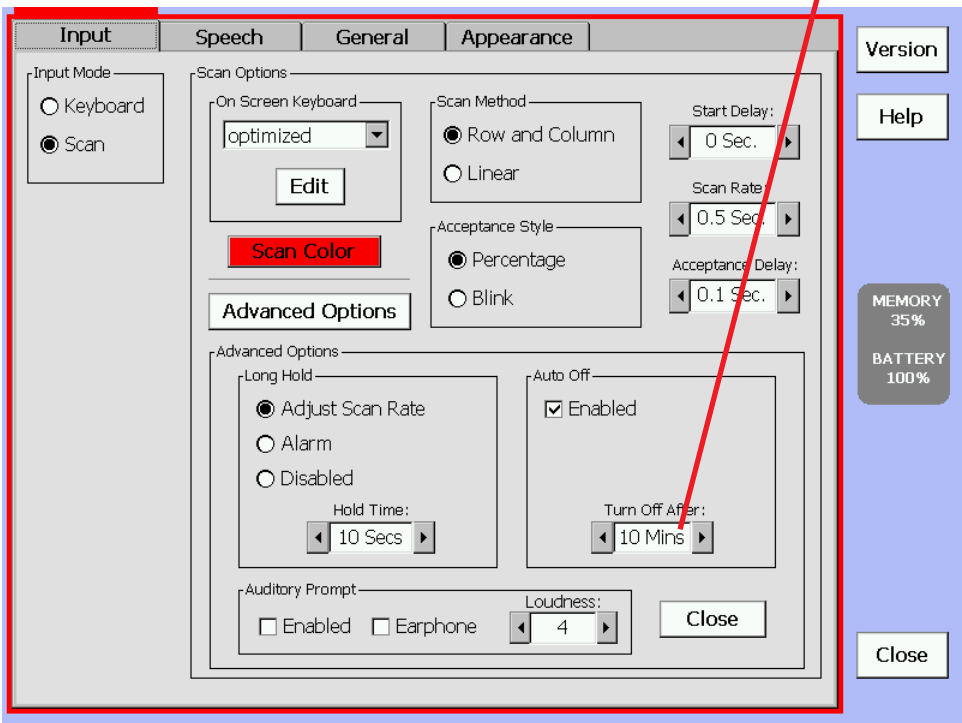 Input
Speech
General
Appearance
Version
Help
Input Mode
Keyboard
Scan
Scan Options
On Screen Keyboard
optimized
Edit
Scan Color
Advanced Options
Scan Method
Row and Column
Linear
Acceptance Style
Percentage
Blink
Start Delay:
0 Sec.
Scan Rate:
0.5 Sec.
Acceptance Delay:
0.1 Sec.
MEMORY
35%
BATTERY
100%
Advanced Options
Long Hold
Adjust Scan Rate
Alarm
Disabled
Hold Time:
10 Secs
Auto Off
Enabled
Turn Off After:
10 Mins
Auditory Prompt
Enabled
Earphone
Loudness:
4
Close
Close